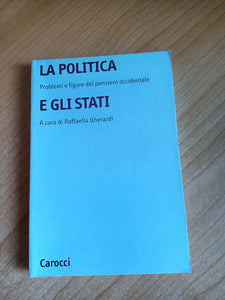 LA POLITICA
Problemi e figure del pensiero occidentale
E GLI STATI
A cura di Raffaella Gherardi
Carocci